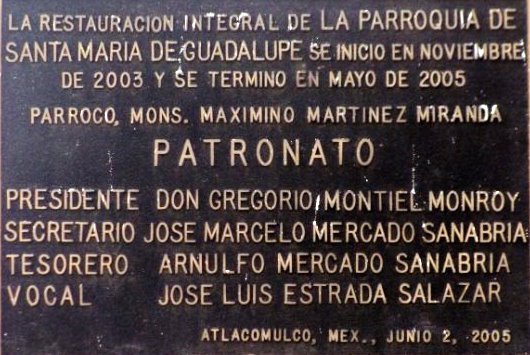 LA RESTAURACION INTEGRAL DE LA PARROQUIA DE
SANTA MARIA DE GUADALUPE SE INICIO EN NOVIEMBRE
DE 2003 Y SE TERMINO EN MAYO DE 2005
PARROCO, MONS. MAXIMINO MARTINEZ MIRANDA
PATRONATO
PRESIDENTE DON GREGORIO MONTIEL MONROY
SECRETARIO JOSE MARCELO MERCADO SANABRIA
TESORERO ARNULFO MERCADO SANABRIA
VOCAL JOSE LUIS ESTRADA SALAZAR
ATLACOMULCO, MEX., JUNIO 2, 2005